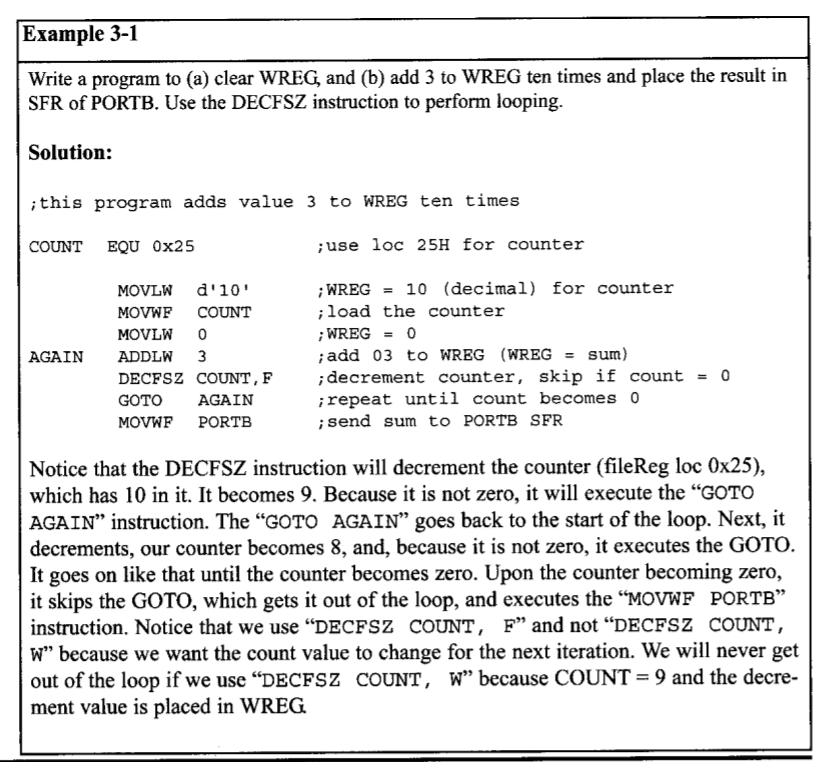 Example 3-1
Write a program to (a) clear WREG, and (b) add 3 to WREG ten times and place the result in
SFR of PORTB. Use the DECFSZ instruction to perform looping.
Solution:
;this program adds value 3 to WREG ten times
COUNT EQU 0x25 ;use loc 25H for counter
MOVLW d'10' ;WREG = 10 (decimal) for counter
MOVWF COUNT ;load the counter
MOVLW 0 ;WREG = 0
AGAIN ADDLW 3 ;add 03 to WREG (WREG = sum)
DECFSZ COUNT,F ;decrement counter, skip if count = 0
GOTO AGAIN ;repeat until count becomes 0
MOVWF PORTB ;send sum to PORTB SFR
Notice that the DECFSZ instruction will decrement the counter (fileReg loc 0x25),
which has 10 in it. It becomes 9. Because it is not zero, it will execute the “GOTO
AGAIN” instruction. The “GOTO AGAIN” goes back to the start of the loop. Next, it
decrements, our counter becomes 8, and, because it is not zero, it executes the GOTO.
It goes on like that until the counter becomes zero. Upon the counter becoming zero,
it skips the GOTO, which gets it out of the loop, and executes the “MOVWF PORTB”
instruction. Notice that we use “DECFSZ COUNT, F” and not “DECFSZ COUNT,
W” because we want the count value to change for the next iteration. We will never get
out of the loop if we use “DECFSZ COUNT, W” because COUNT = 9 and the decre-
ment value is placed in WREG.